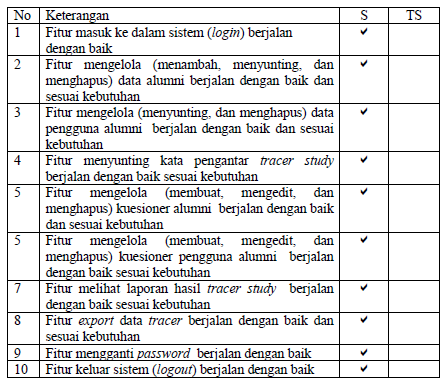 No Keterangan S TS
1 Fitur masuk ke dalam sistem (login) berjalan
dengan baik
2 Fitur mengelola (menambah, menyunting, dan
menghapus) data alumni berjalan dengan baik dan
sesuai kebutuhan
3 Fitur mengelola (menyunting, dan menghapus) data
pengguna alumni berjalan dengan baik dan sesuai
kebutuhan
4 Fitur menyunting kata pengantar tracer study
berjalan dengan baik sesuai kebutuhan
5 Fitur mengelola (membuat, mengedit, dan
menghapus) kuesioner alumni berjalan dengan baik
dan sesuai kebutuhan
5 Fitur mengelola (membuat, mengedit, dan
menghapus) kuesioner pengguna alumni berjalan
dengan baik sesuai kebutuhan
7 Fitur melihat laporan hasil tracer study berjalan
dengan baik sesuai kebutuhan
8 Fitur export data tracer berjalan dengan baik dan
sesuai kebutuhan
9 Fitur mengganti password berjalan dengan baik
10 Fitur keluar sistem (logout) berjalan dengan baik